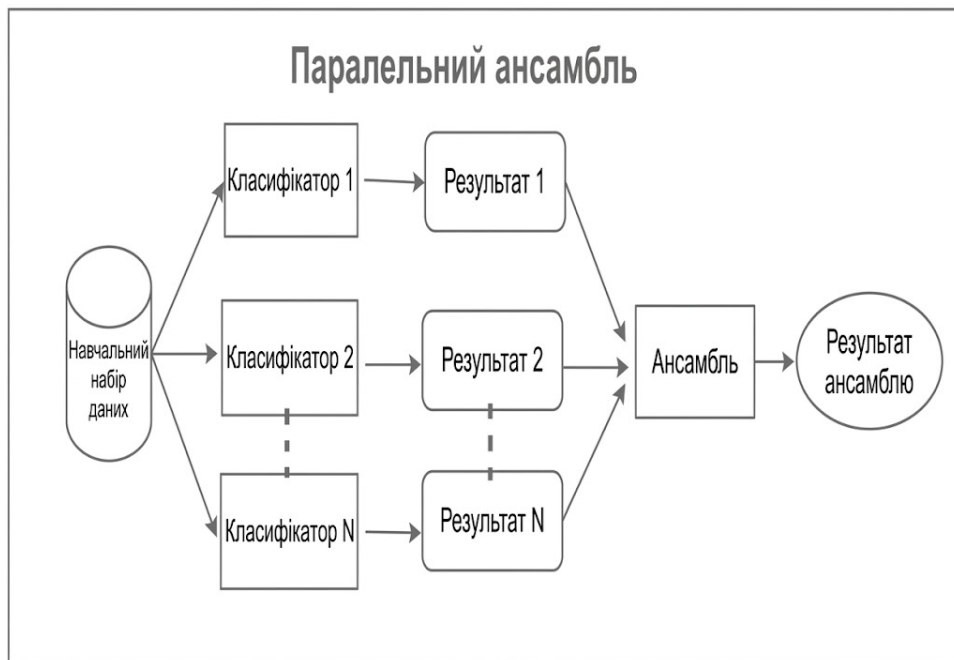 Паралельний ансамбль
Класифікатор 1
Результат 1
Навчальний
набір
даних
Класифікатор 2
Результат 2
Ансамбль
Результат
ансамблю
Класифікатор N
Результат N